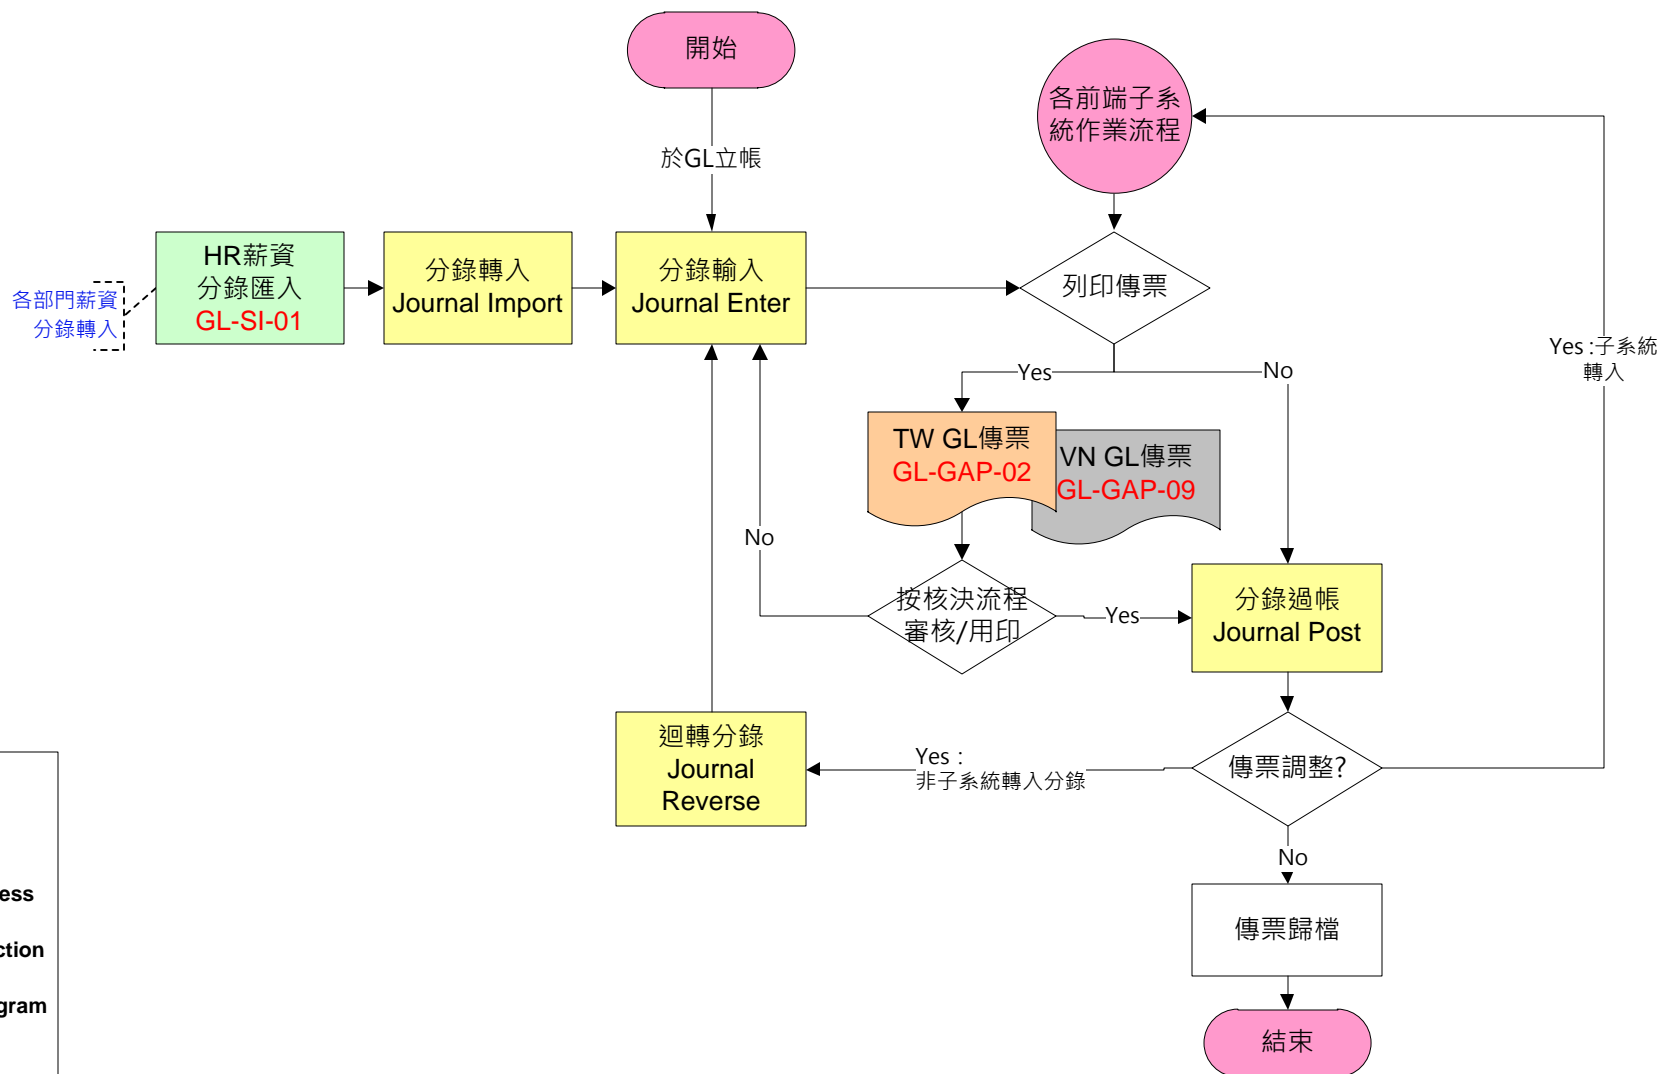 開始
各前端子系
統作業流程
於GL立帳
HR薪資
分錄匯入
GL-SI-01
分錄轉入
Journal Import
分錄輸入
Journal Enter
列印傳票
各部門薪資
分錄轉入
Yes :子系統
轉入
Yes
No
TW GL傳票
GL-GAP-02
VN GL傳票
GL-GAP-09
No
按核決流程
審核/用印
Yes
分錄過帳
Journal Post
迴轉分錄
Journal
Reverse
Yes :
非子系統轉入分錄
傳票調整?
No
傳票歸檔
結束
ess
ction
gram